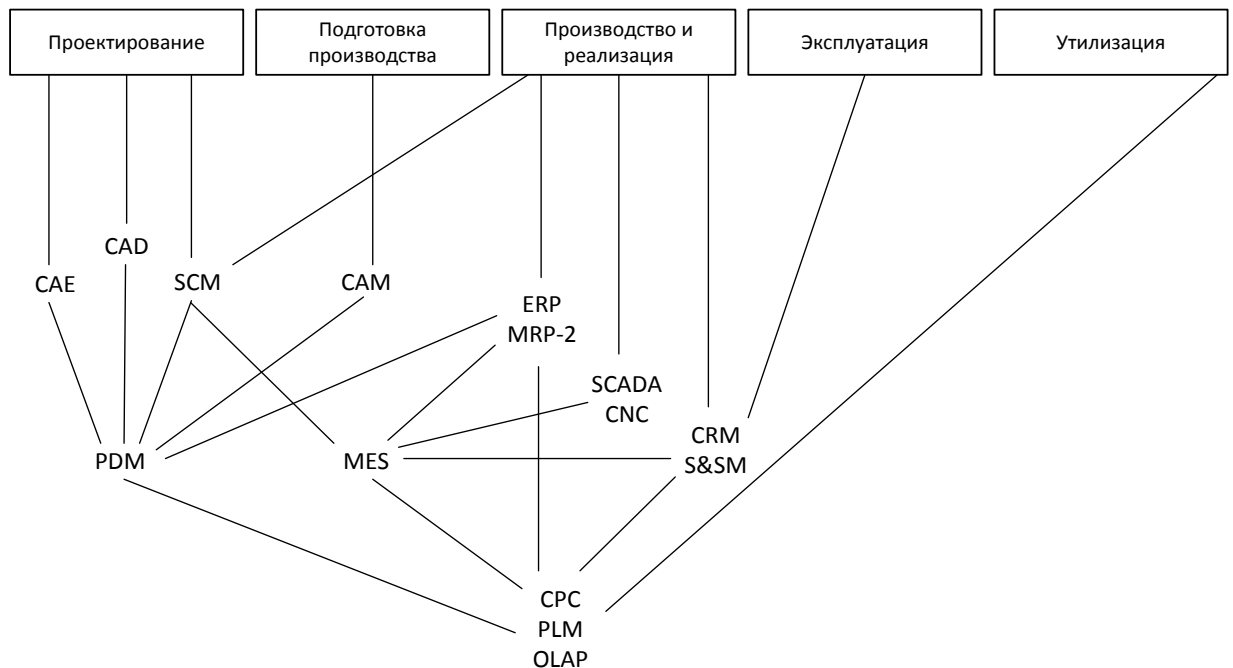 Проектирование
Подготовка
производства
Производство и
реализация
Эксплуатация
Утилизация
CAD
CAE
SCM
CAM
ERP
MRP-2
SCADA
CNC
CRM
S&SM
PDM
MES
CPC
PLM
OLAP